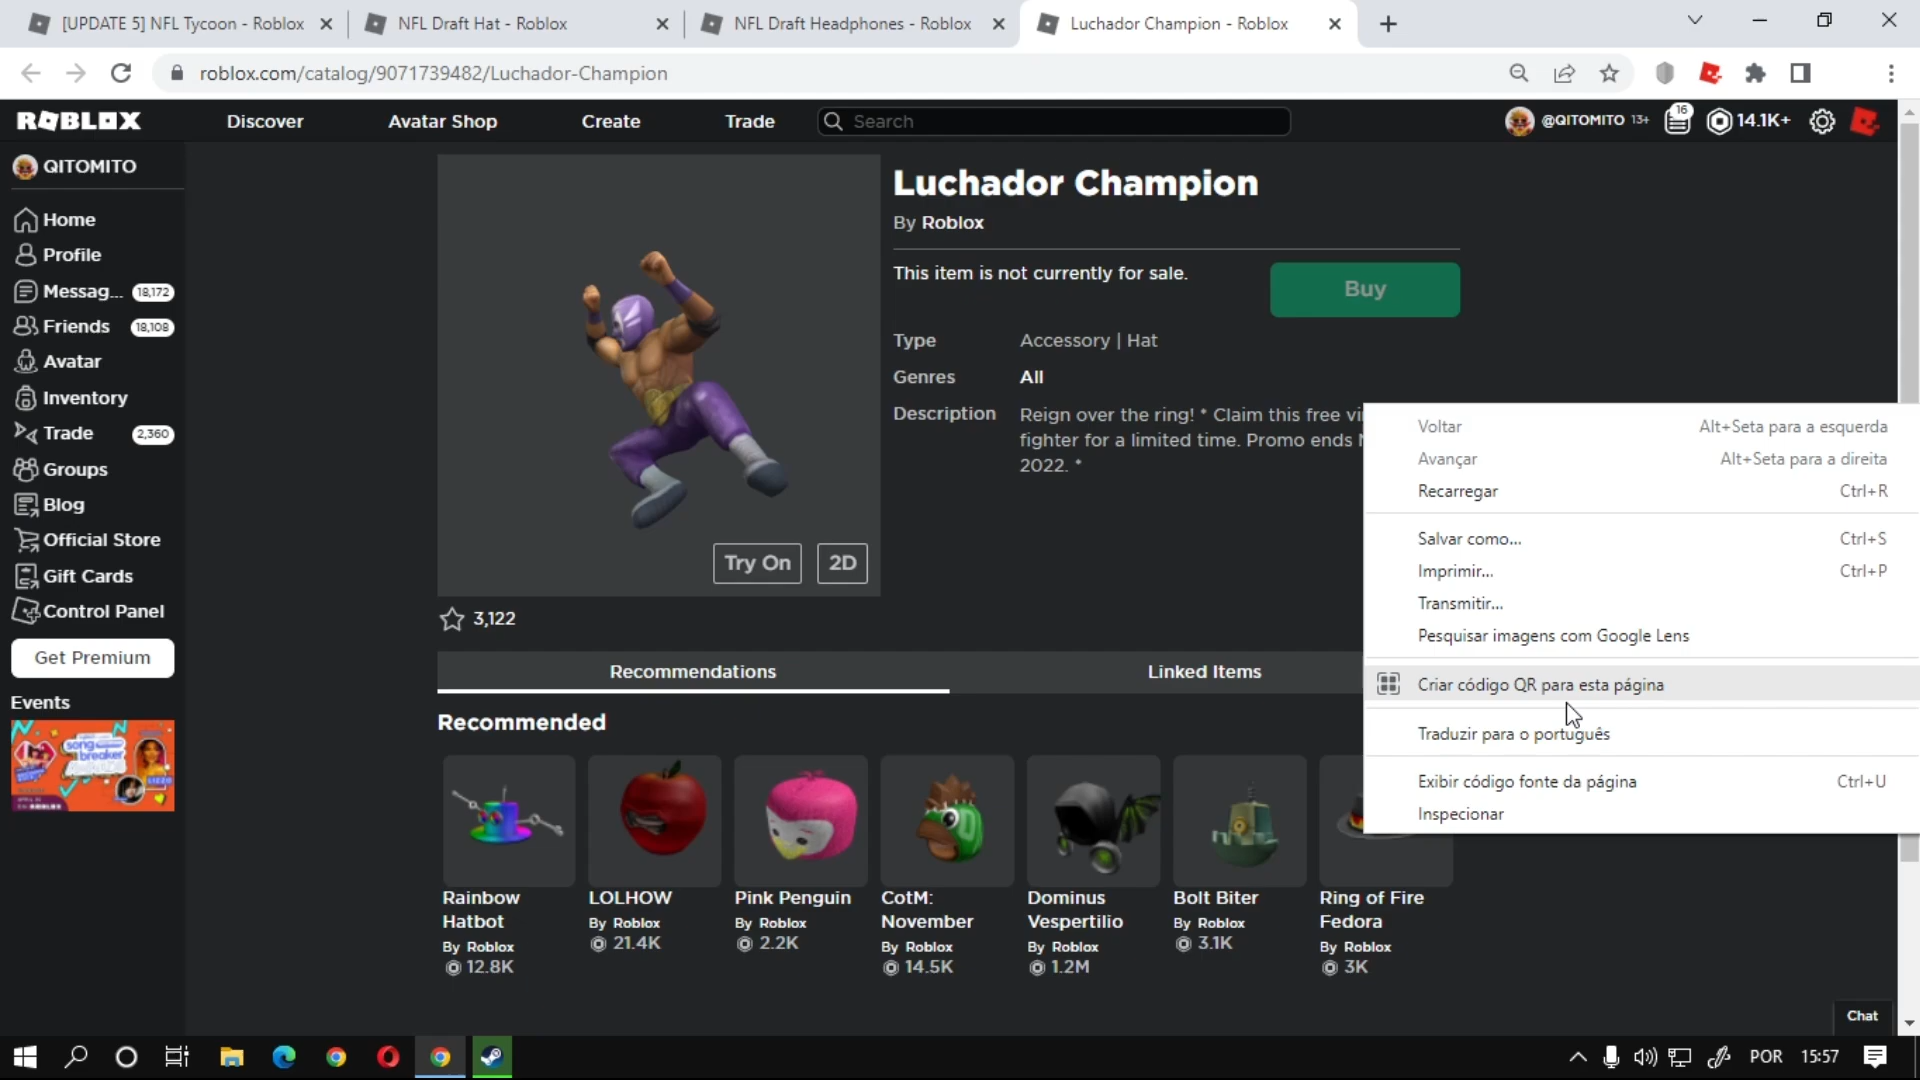 [UPDATE 5] NFL Tycoon - Roblox
NFL Draft Hat - Roblox
NFL Draft Headphones - Roblox
Luchador Champion - Roblox
roblox.com/catalog/9071739482/Luchador-Champion
ROBLOX
Discover
Avatar Shop
Create
Trade
Search
@QITOMITO 13+
16
14.1K+
QITOMITO
Home
Profile
Messag... 18,172
Friends 18,108
Avatar
Inventory
Trade 2,360
Groups
Blog
Official Store
Gift Cards
Control Panel
Get Premium
Events
song
breaker
Luchador Champion
By Roblox
This item is not currently for sale.
Buy
Type Accessory | Hat
Genres All
Description Reign over the ring! * Claim this free
fighter for a limited time. Promo ends
2022. *
Try On
2D
3,122
Recommendations
Linked Items
Recommended
Rainbow
Hatbot
By Roblox
12.8K
LOLHOW
By Roblox
21.4K
Pink Penguin
By Roblox
2.2K
CotM:
November
By Roblox
14.5K
Dominus
Vespertilio
By Roblox
1.2M
Bolt Biter
By Roblox
3.1K
Ring of Fire
Fedora
By Roblox
3K
Voltar Alt+Seta para a esquerda
Avançar Alt+Seta para a direita
Recarregar Ctrl+R
Salvar como... Ctrl+S
Imprimir... Ctrl+P
Transmitir...
Pesquisar imagens com Google Lens
Criar código QR para esta página
Traduzir para o português
Exibir código fonte da página Ctrl+U
Inspecionar
Chat
POR
15:57